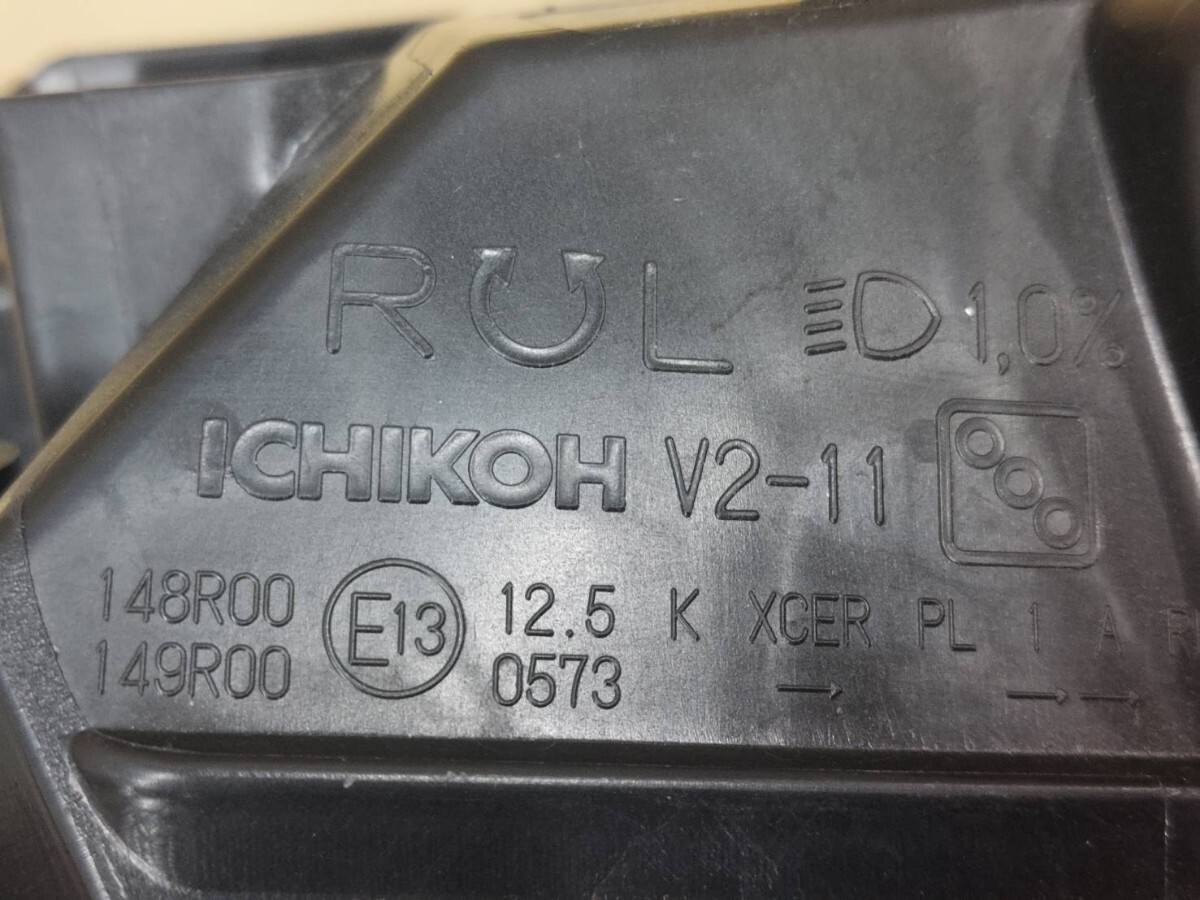 R L 1,0%
ICHIKOH V2-11
148R00 E13 12.5 K XCER PL 1 A R
149R00 0573